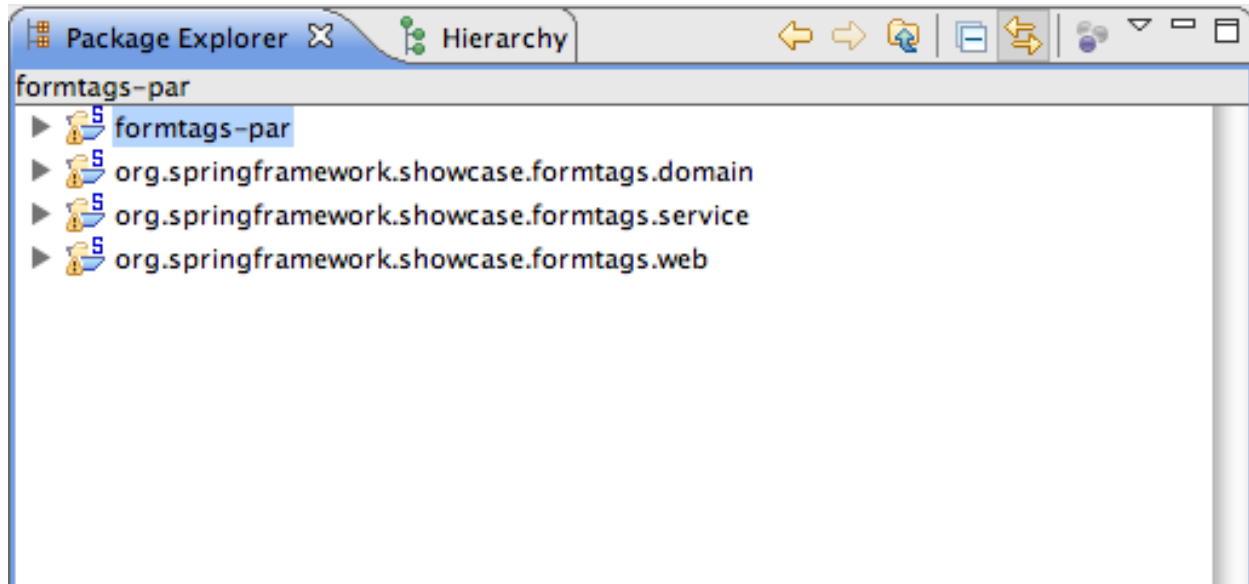 Package Explorer Hierarchy
formtags-par
formtags-par
org.springframework.showcase.formtags.domain
org.springframework.showcase.formtags.service
org.springframework.showcase.formtags.web